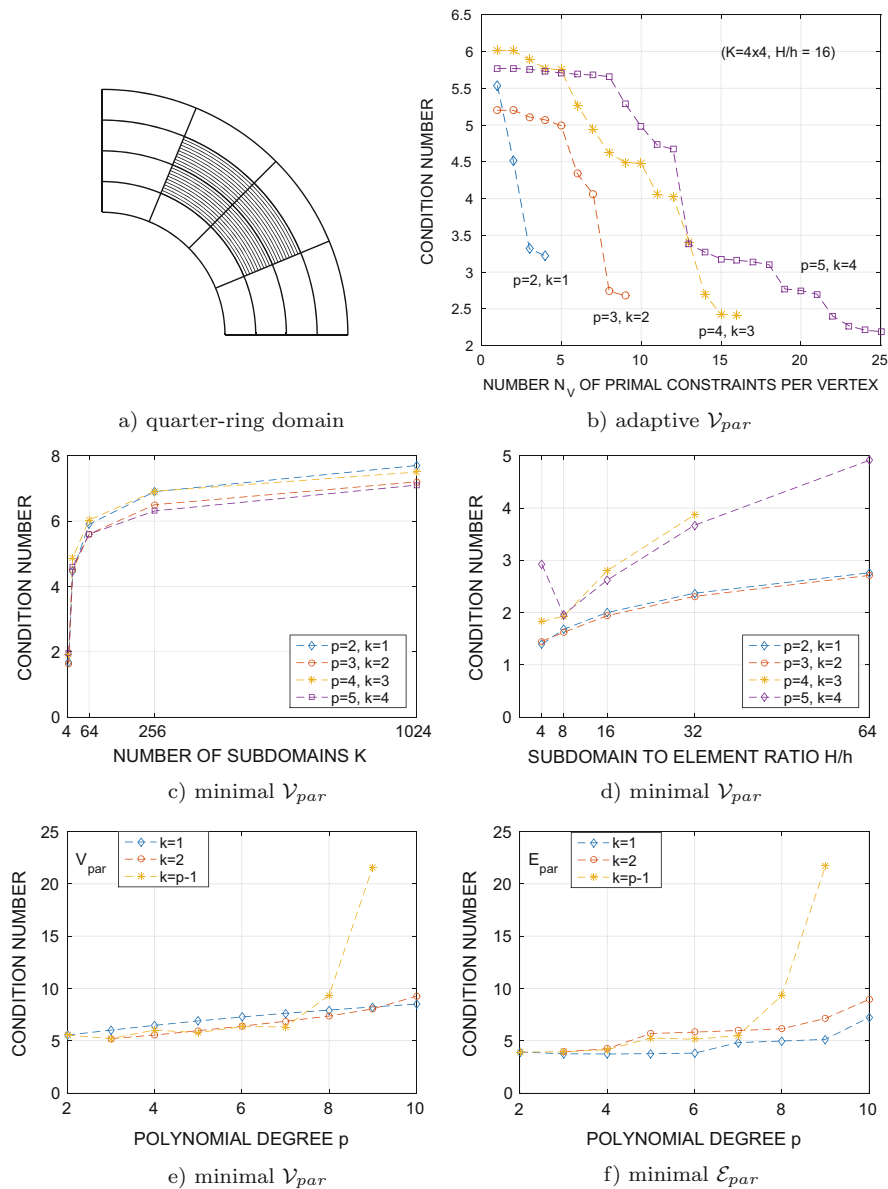 a) quarter-ring domain
CONDITION NUMBER
6.5
6
5.5
5
4.5
4
3.5
3
2.5
2
(K=4x4, H/h = 16)
p=2, k=1
p=3, k=2
p=4, k=3
p=5, k=4
0 5 10 15 20 25
NUMBER N_V OF PRIMAL CONSTRAINTS PER VERTEX
b) adaptive 𝒱_par
CONDITION NUMBER
8
6
4
2
0
p=2, k=1
p=3, k=2
p=4, k=3
p=5, k=4
4 64 256 1024
NUMBER OF SUBDOMAINS K
c) minimal 𝒱_par
CONDITION NUMBER
5
4
3
2
1
0
p=2, k=1
p=3, k=2
p=4, k=3
p=5, k=4
4 8 16 32 64
SUBDOMAIN TO ELEMENT RATIO H/h
d) minimal 𝒱_par
CONDITION NUMBER
25
20
15
10
5
0
V_par
k=1
k=2
k=p-1
2 4 6 8 10
POLYNOMIAL DEGREE p
e) minimal 𝒱_par
CONDITION NUMBER
25
20
15
10
5
0
E_par
k=1
k=2
k=p-1
2 4 6 8 10
POLYNOMIAL DEGREE p
f) minimal ℰ_par